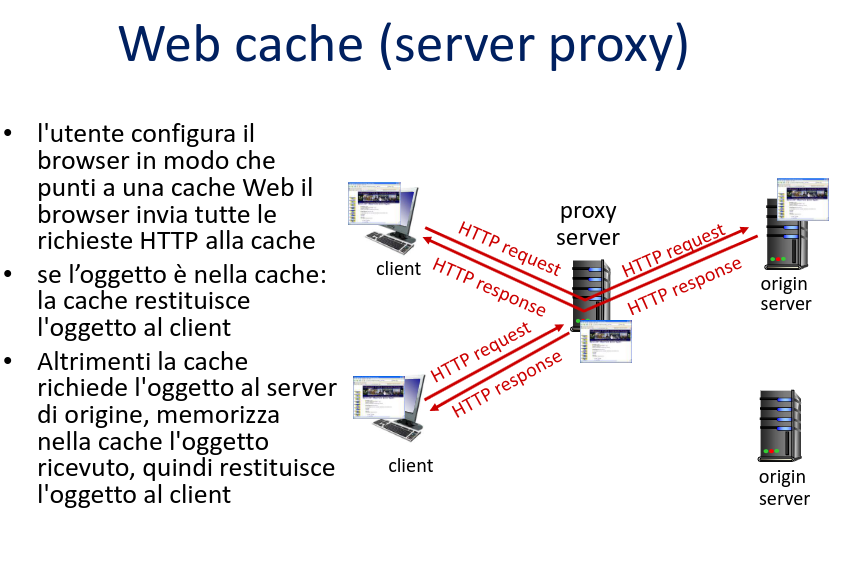 Web cache (server proxy)
• l'utente configura il
browser in modo che
punti a una cache Web il
browser invia tutte le
richieste HTTP alla cache
• se l’oggetto è nella cache:
la cache restituisce
l'oggetto al client
• Altrimenti la cache
richiede l'oggetto al server
di origine, memorizza
nella cache l'oggetto
ricevuto, quindi restituisce
l'oggetto al client
client
HTTP request
HTTP response
proxy
server
HTTP request
HTTP response
origin
server
HTTP request
HTTP response
client
origin
server